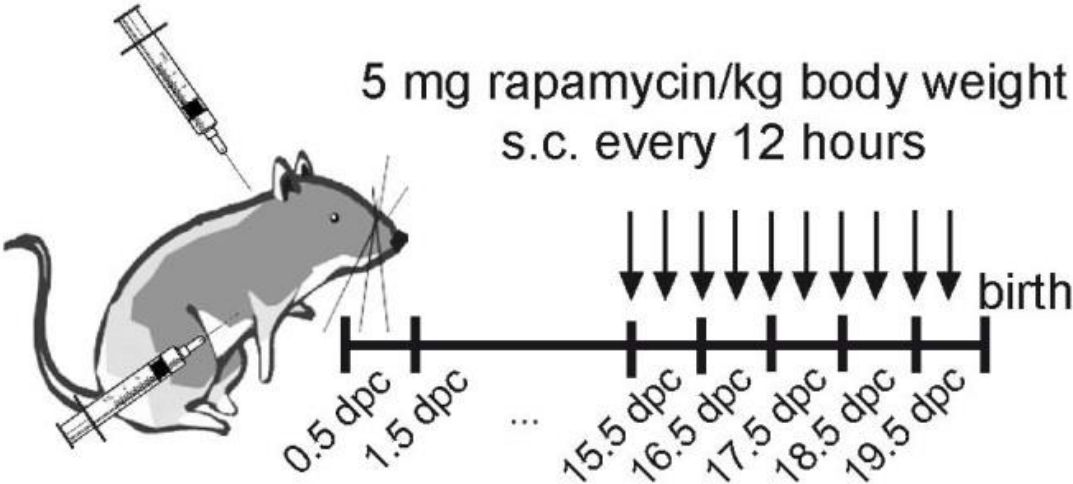 5 mg rapamycin/kg body weight
s.c. every 12 hours
birth
0.5 dpc
1.5 dpc
...
15.5 dpc
16.5 dpc
17.5 dpc
18.5 dpc
19.5 dpc